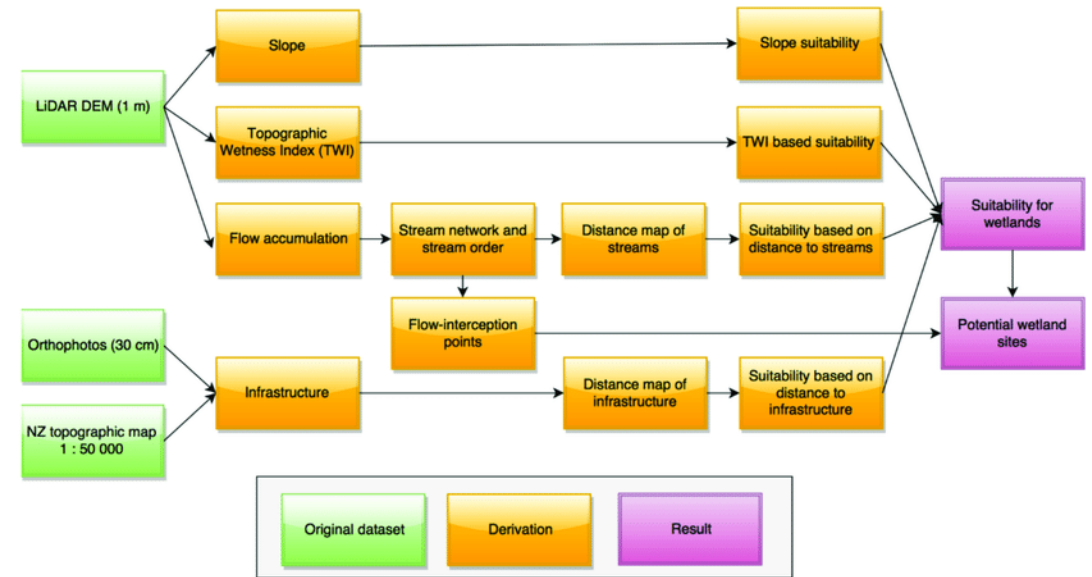 Slope
Slope suitability
LiDAR DEM (1 m)
Topographic
Wetness Index (TWI)
TWI based suitability
Flow accumulation
Stream network and
stream order
Distance map of
streams
Suitability based on
distance to streams
Suitability for
wetlands
Orthophotos (30 cm)
Flow-interception
points
Potential wetland
sites
Infrastructure
Distance map of
infrastructure
Suitability based on
distance to
infrastructure
NZ topographic map
1 : 50 000
Original dataset
Derivation
Result